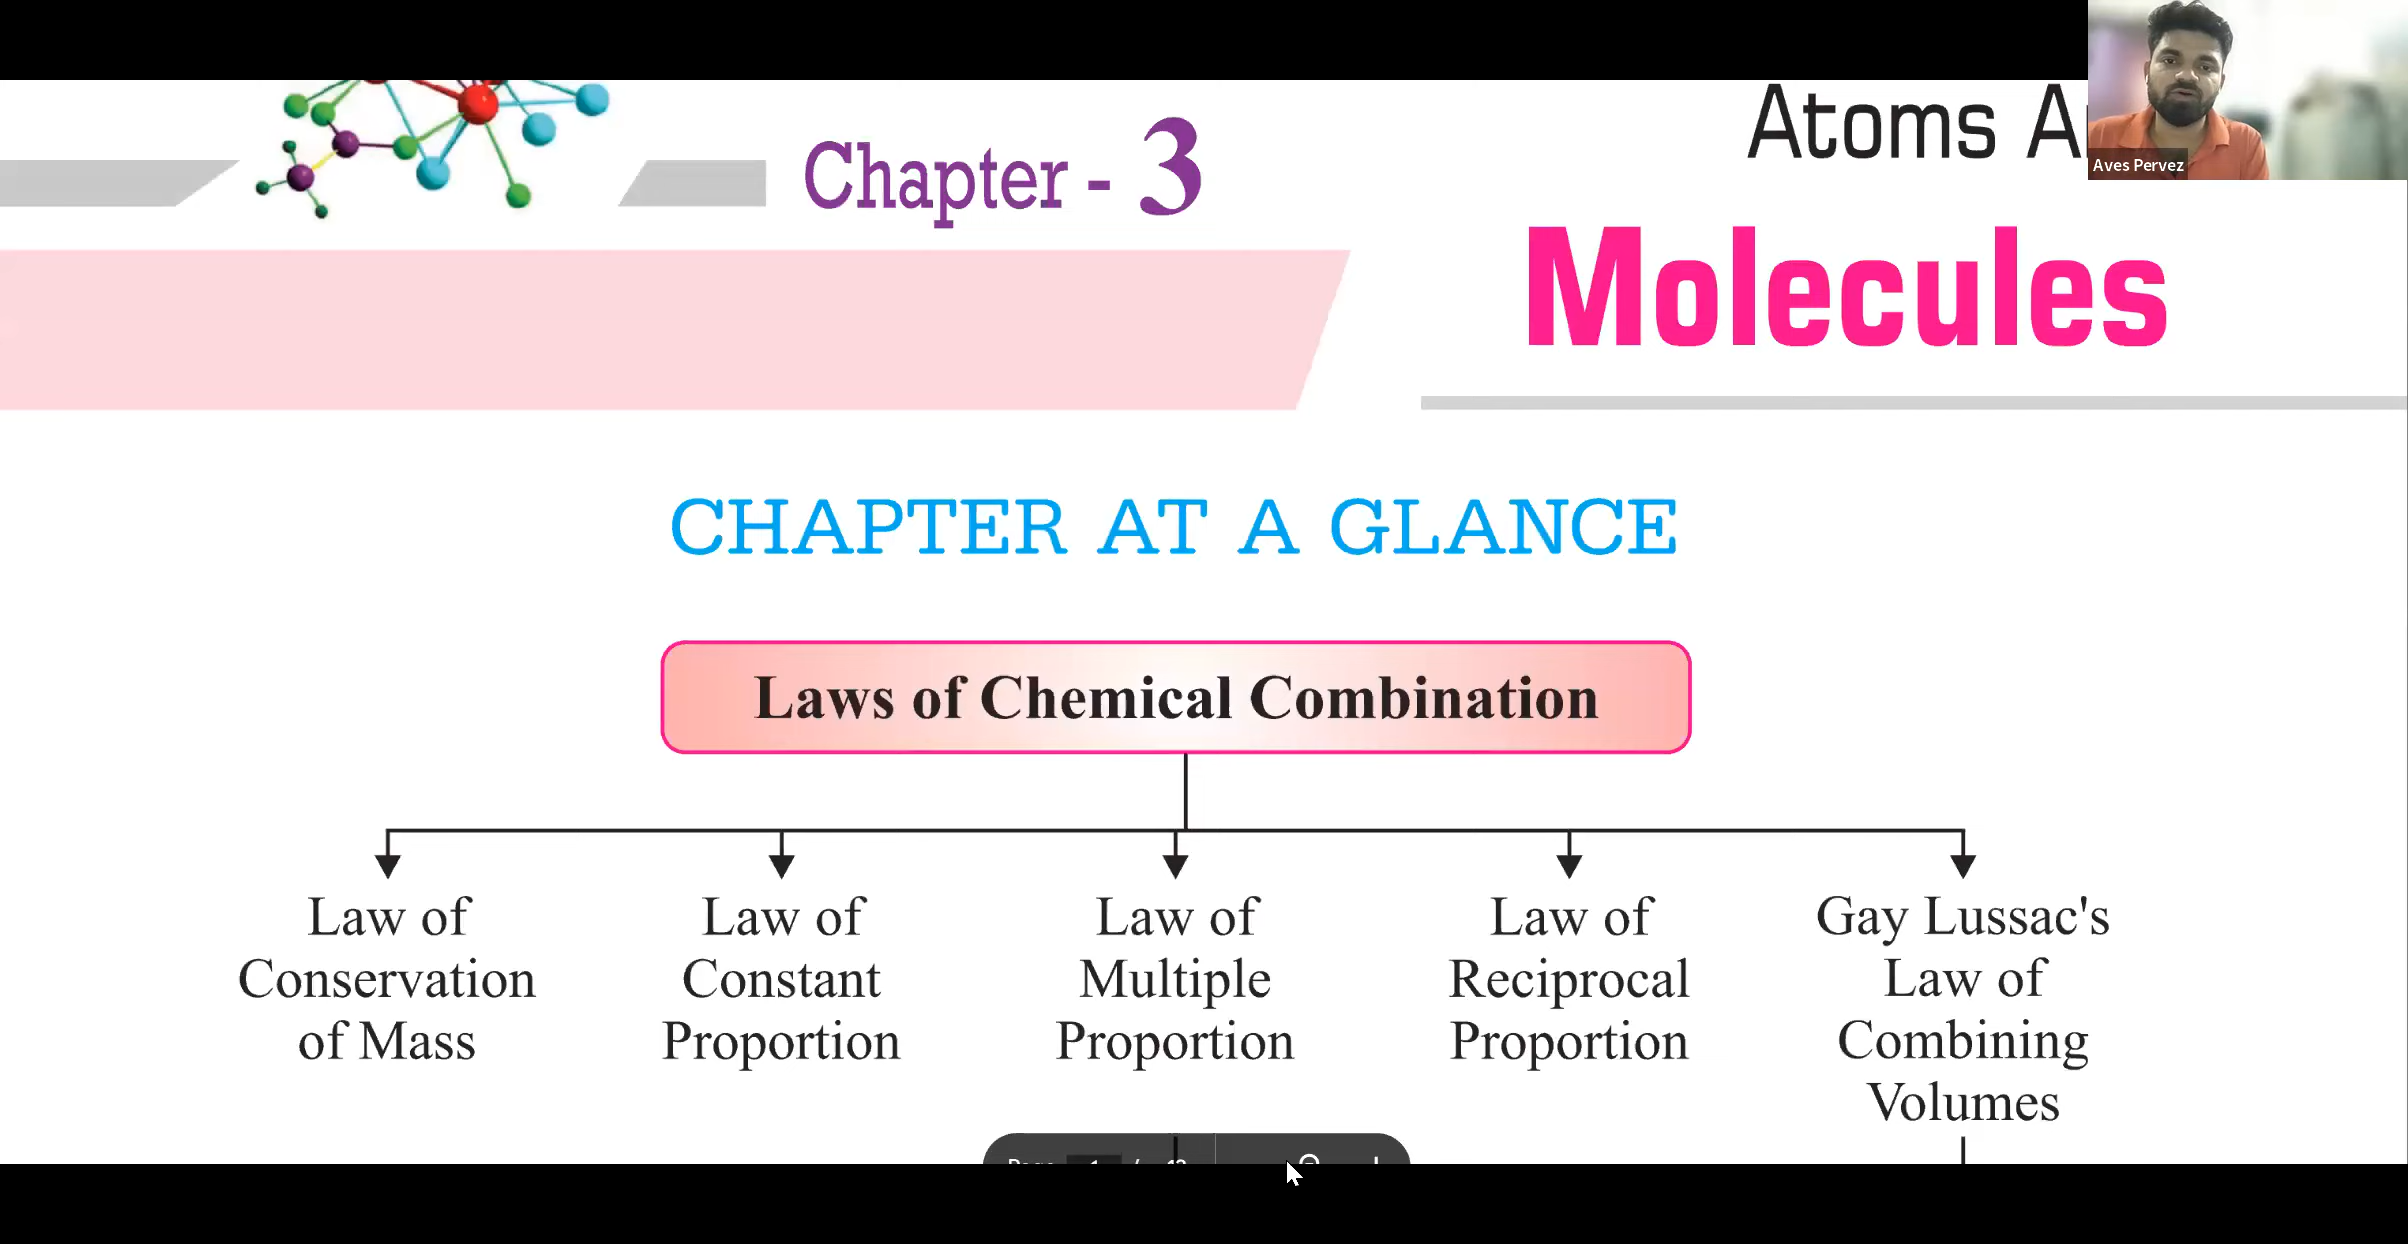 Chapter - 3
Atoms A
Aves Pervez
Molecules
CHAPTER AT A GLANCE
Laws of Chemical Combination
Law of
Conservation
of Mass
Law of
Constant
Proportion
Law of
Multiple
Proportion
Law of
Reciprocal
Proportion
Gay Lussac's
Law of
Combining
Volumes